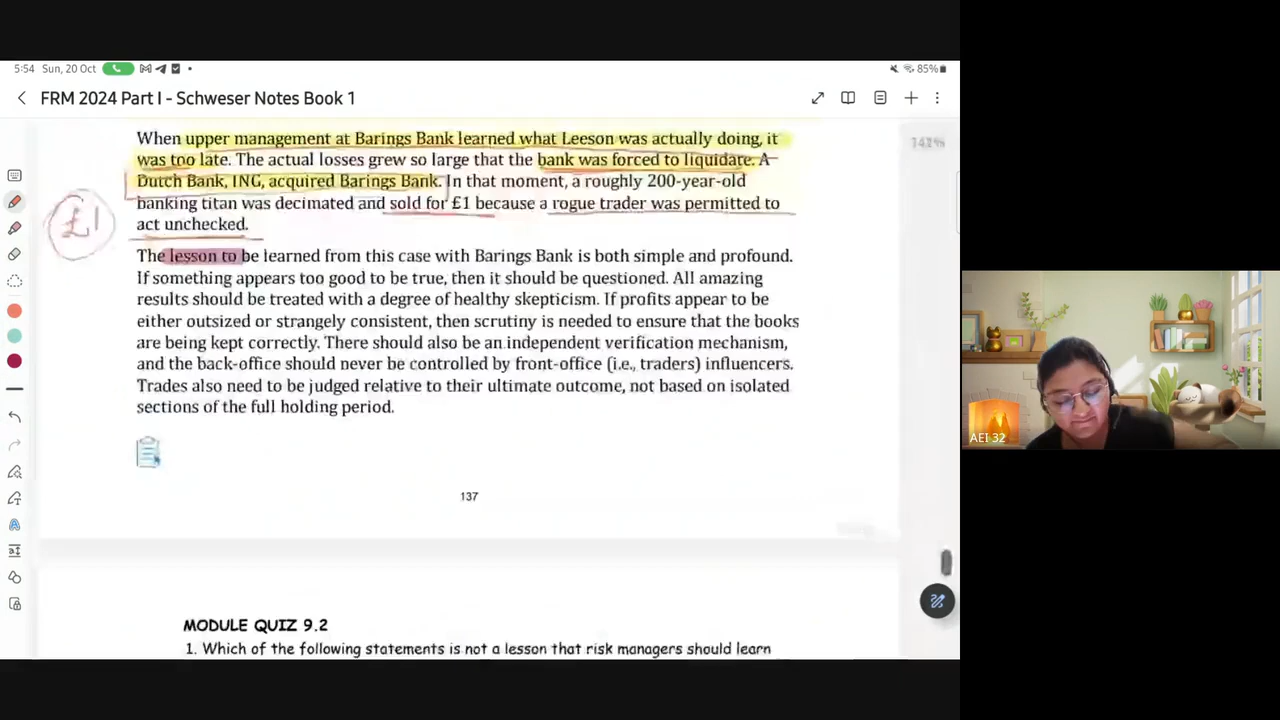 5:54 Sun, 20 Oct
85%
FRM 2024 Part I - Schweser Notes Book 1
142%
When upper management at Barings Bank learned what Leeson was actually doing, it
was too late. The actual losses grew so large that the bank was forced to liquidate. A
Dutch Bank, ING, acquired Barings Bank. In that moment, a roughly 200-year-old
banking titan was decimated and sold for £1 because a rogue trader was permitted to
act unchecked.
£1
The lesson to be learned from this case with Barings Bank is both simple and profound.
If something appears too good to be true, then it should be questioned. All amazing
results should be treated with a degree of healthy skepticism. If profits appear to be
either outsized or strangely consistent, then scrutiny is needed to ensure that the books
are being kept correctly. There should also be an independent verification mechanism,
and the back-office should never be controlled by front-office (i.e., traders) influencers.
Trades also need to be judged relative to their ultimate outcome, not based on isolated
sections of the full holding period.
137
MODULE QUIZ 9.2
1. Which of the following statements is not a lesson that risk managers should learn
AEI 32